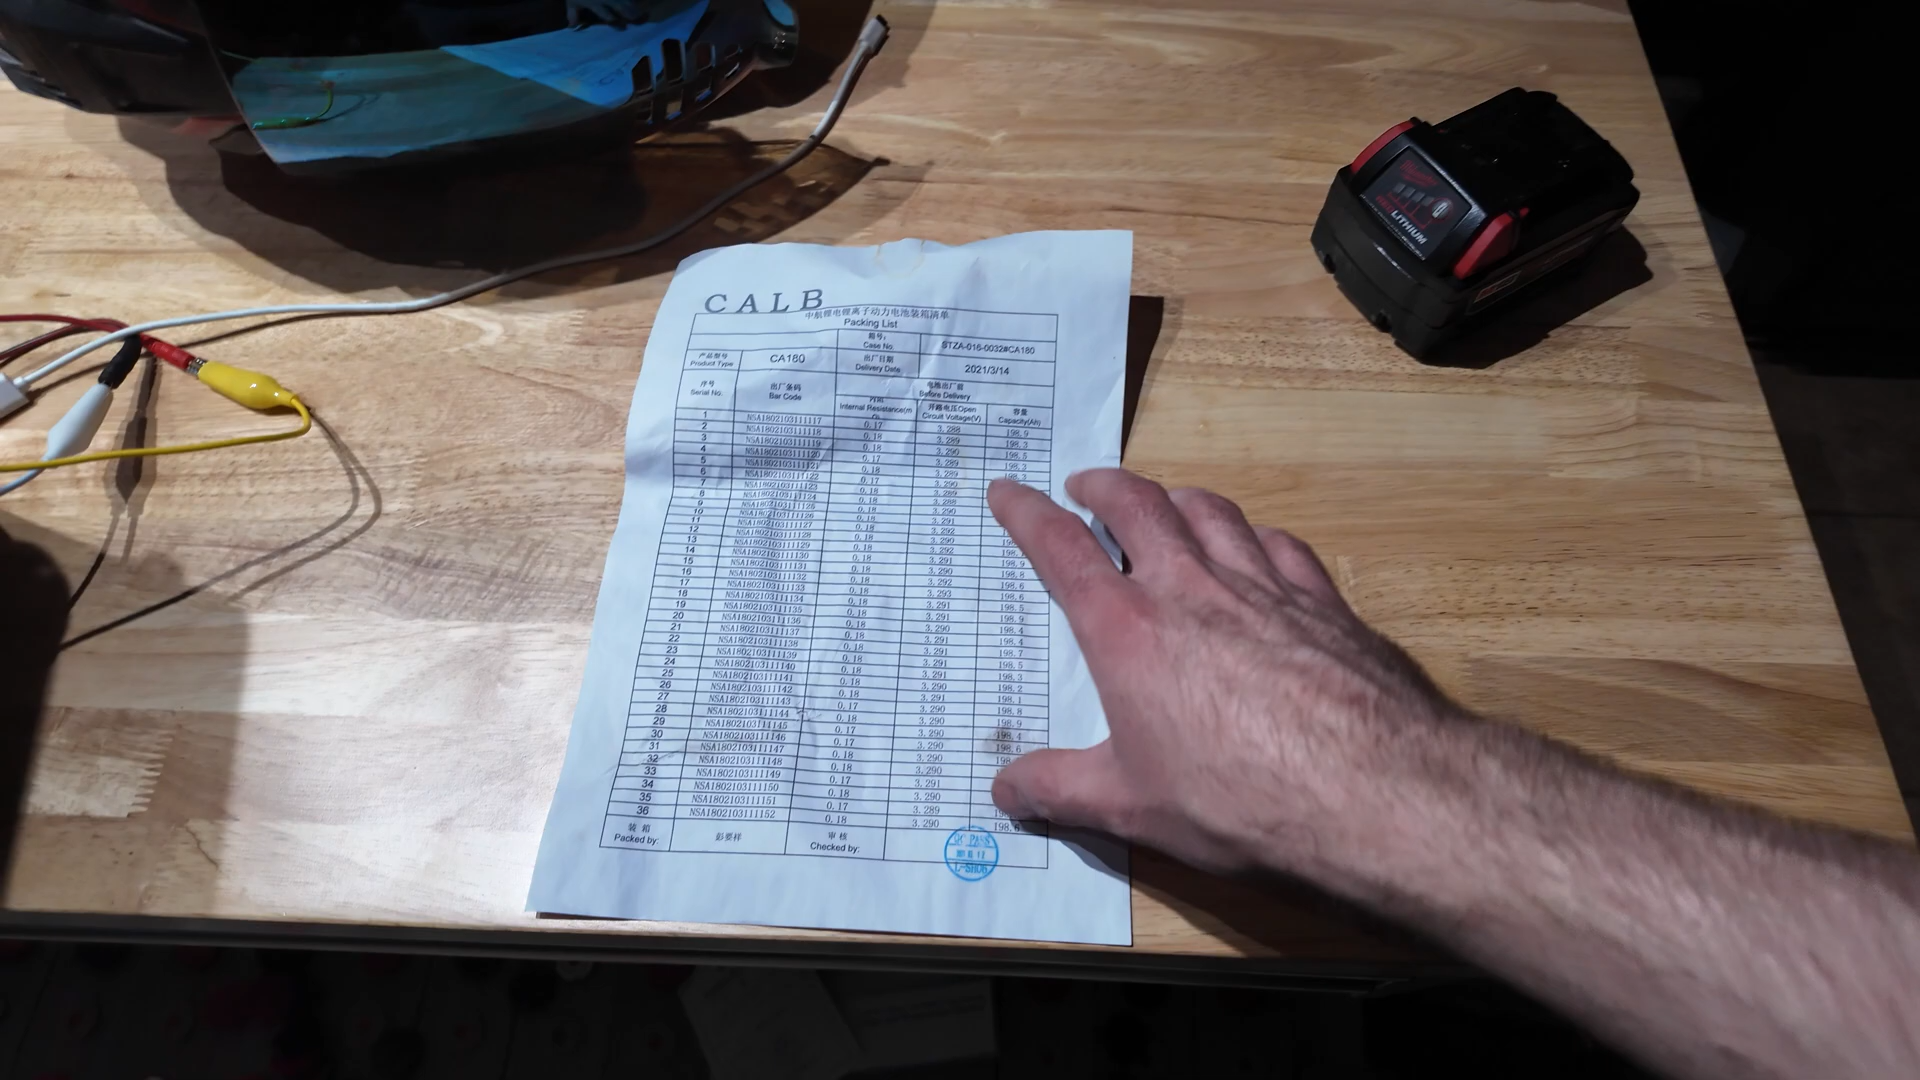 CALB
中航锂电锂离子动力电池装箱清单
Packing List
箱号:
Case No.
STZA-016-0032#CA180
产品型号
Product Type
CA180
出厂日期
Delivery Date
2021/3/14
序号
Serial No.
出厂条码
Bar Code
电池出厂前
Before Delivery
内阻
Internal Resistance(m
开路电压Open
Circuit Voltage(V)
容量
Capacity(Ah)
1 NSA1802103111117 0.17 3.288 198.9
2 NSA1802103111118 0.18 3.289 198.3
3 NSA1802103111119 0.18 3.290 198.5
4 NSA1802103111120 0.17 3.289 198.3
5 NSA1802103111121 0.18 3.289 198.3
6 NSA1802103111122 0.17 3.290
7 NSA1802103111123 0.18 3.289
8 NSA1802103111124 0.18 3.288
9 NSA1802103111125 0.18 3.290
10 NSA1802103111126 0.18 3.291
11 NSA1802103111127 0.18 3.292
12 NSA1802103111128 0.18 3.290
13 NSA1802103111129 0.18 3.292
14 NSA1802103111130 0.18 3.291 198.9
15 NSA1802103111131 0.18 3.290 198.8
16 NSA1802103111132 0.18 3.292 198.6
17 NSA1802103111133 0.18 3.293 198.6
18 NSA1802103111134 0.18 3.291 198.5
19 NSA1802103111135 0.18 3.291 198.9
20 NSA1802103111136 0.18 3.290 198.4
21 NSA1802103111137 0.18 3.291 198.4
22 NSA1802103111138 0.18 3.290 198.7
23 NSA1802103111139 0.18 3.291 198.5
24 NSA1802103111140 0.18 3.291 198.3
25 NSA1802103111141 0.18 3.290 198.2
26 NSA1802103111142 0.18 3.291 198.1
27 NSA1802103111143 0.17 3.290 198.8
28 NSA1802103111144 0.18 3.290 198.9
29 NSA1802103111145 0.17 3.290 198.4
30 NSA1802103111146 0.17 3.290 198.6
31 NSA1802103111147 0.18 3.290
32 NSA1802103111148 0.18 3.290
33 NSA1802103111149 0.17 3.290
34 NSA1802103111150 0.18 3.290
35 NSA1802103111151 0.17 3.289
36 NSA1802103111152 0.18 3.290 198.6
装 箱
Packed by:
彭要样
审 核
Checked by:
QC PASS
L-SH06
Milwaukee
REDLITHIUM